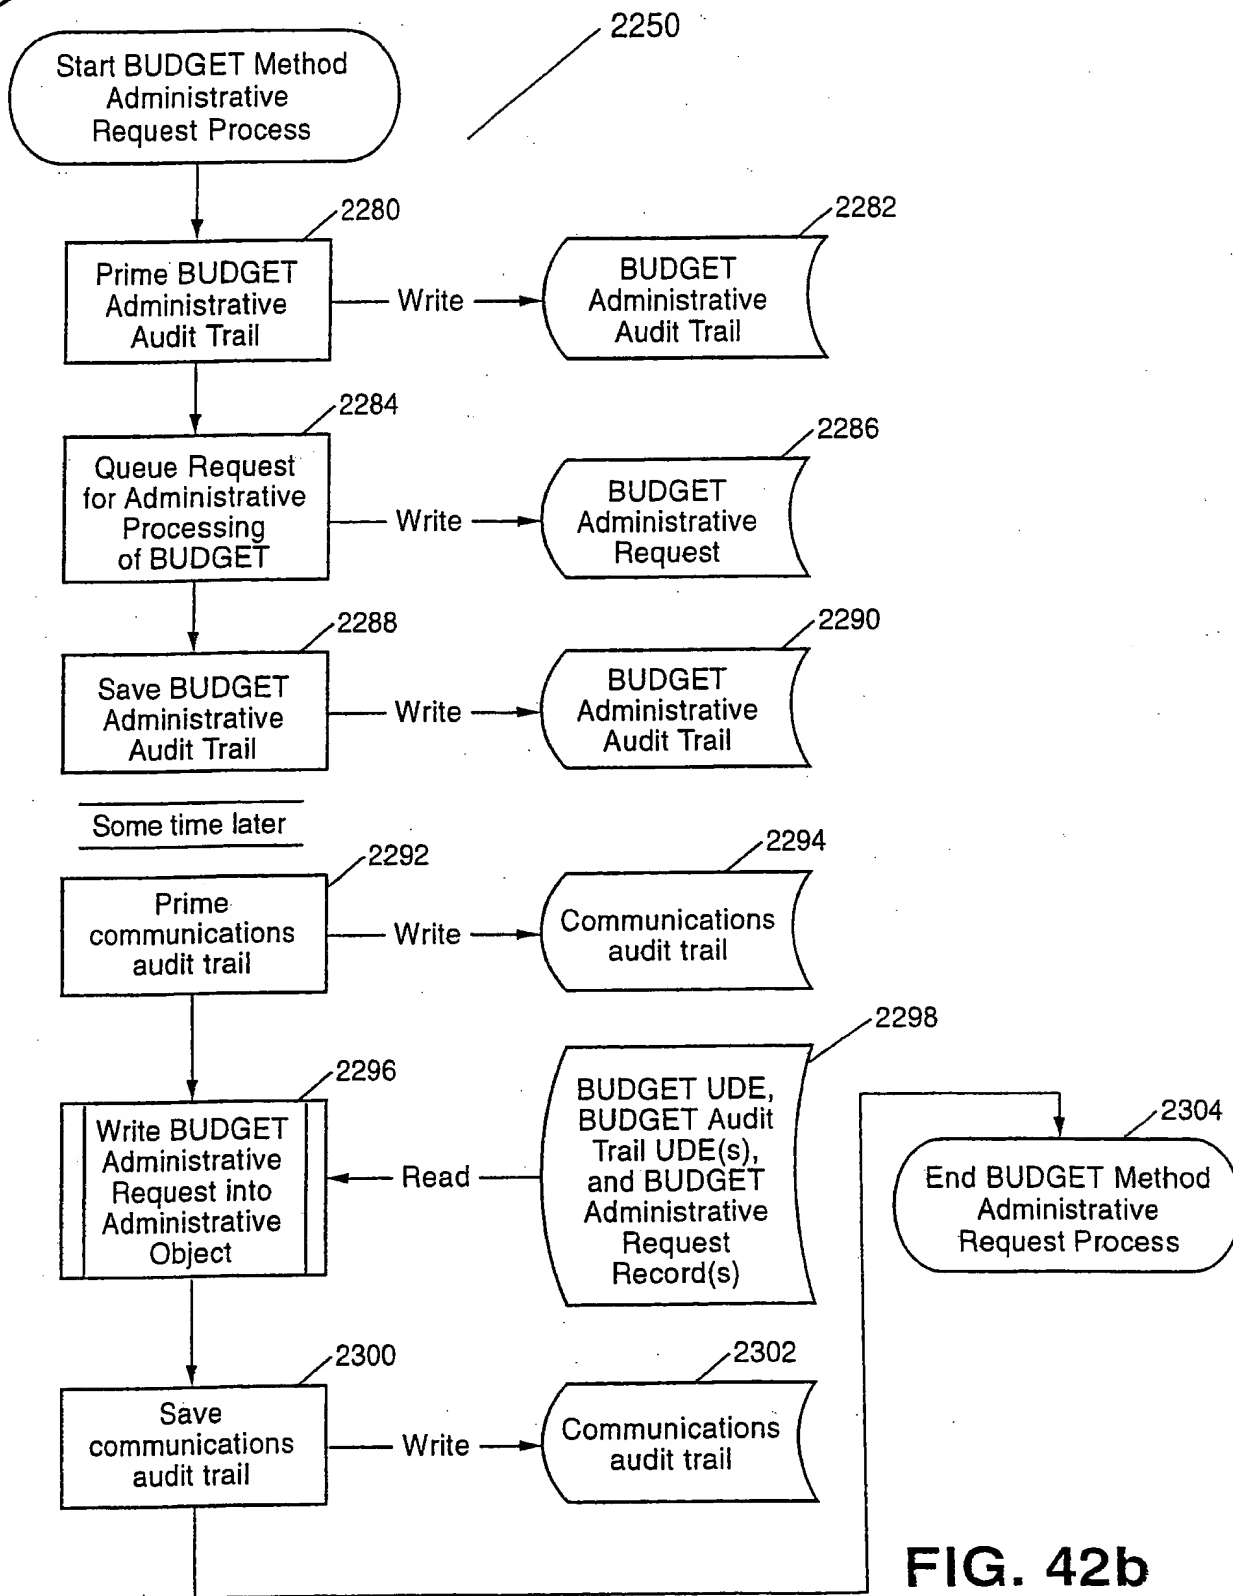 2250
Start BUDGET Method
Administrative
Request Process
2280
Prime BUDGET
Administrative
Audit Trail
Write
2282
BUDGET
Administrative
Audit Trail
2284
Queue Request
for Administrative
Processing
of BUDGET
Write
2286
BUDGET
Administrative
Request
2288
Save BUDGET
Administrative
Audit Trail
Write
2290
BUDGET
Administrative
Audit Trail
Some time later
2292
Prime
communications
audit trail
Write
2294
Communications
audit trail
2296
Write BUDGET
Administrative
Request into
Administrative
Object
Read
2298
BUDGET UDE,
BUDGET Audit
Trail UDE(s),
and BUDGET
Administrative
Request
Record(s)
2300
Save
communications
audit trail
Write
2302
Communications
audit trail
2304
End BUDGET Method
Administrative
Request Process
FIG. 42b